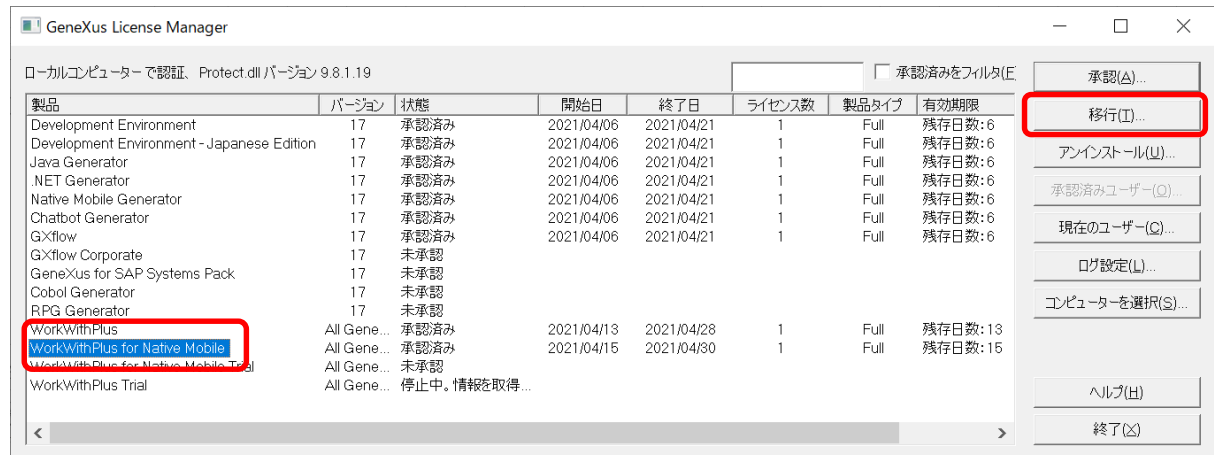 GeneXus License Manager
ローカルコンピューターで認証、Protect.dll バージョン 9.8.1.19
承認済みをフィルタ(F
承認(A)...
製品 バージョン 状態 開始日 終了日 ライセンス数 製品タイプ 有効期限
移行(T)...
Development Environment 17 承認済み 2021/04/06 2021/04/21 1 Full 残存日数:6
Development Environment - Japanese Edition 17 承認済み 2021/04/06 2021/04/21 1 Full 残存日数:6
アンインストール(U)...
Java Generator 17 承認済み 2021/04/06 2021/04/21 1 Full 残存日数:6
.NET Generator 17 承認済み 2021/04/06 2021/04/21 1 Full 残存日数:6
承認済みユーザー(O)...
Native Mobile Generator 17 承認済み 2021/04/06 2021/04/21 1 Full 残存日数:6
Chatbot Generator 17 承認済み 2021/04/06 2021/04/21 1 Full 残存日数:6
現在のユーザー(C)...
GXflow 17 承認済み 2021/04/06 2021/04/21 1 Full 残存日数:6
GXflow Corporate 17 未承認
ログ設定(L)...
GeneXus for SAP Systems Pack 17 未承認
Cobol Generator 17 未承認
コンピューターを選択(S)...
RPG Generator 17 未承認
WorkWithPlus All Gene... 承認済み 2021/04/13 2021/04/28 1 Full 残存日数:13
WorkWithPlus for Native Mobile All Gene... 承認済み 2021/04/15 2021/04/30 1 Full 残存日数:15
WorkWithPlus for Native Mobile Trial All Gene... 未承認
WorkWithPlus Trial All Gene... 停止中。情報を取得...
ヘルプ(H)
終了(X)